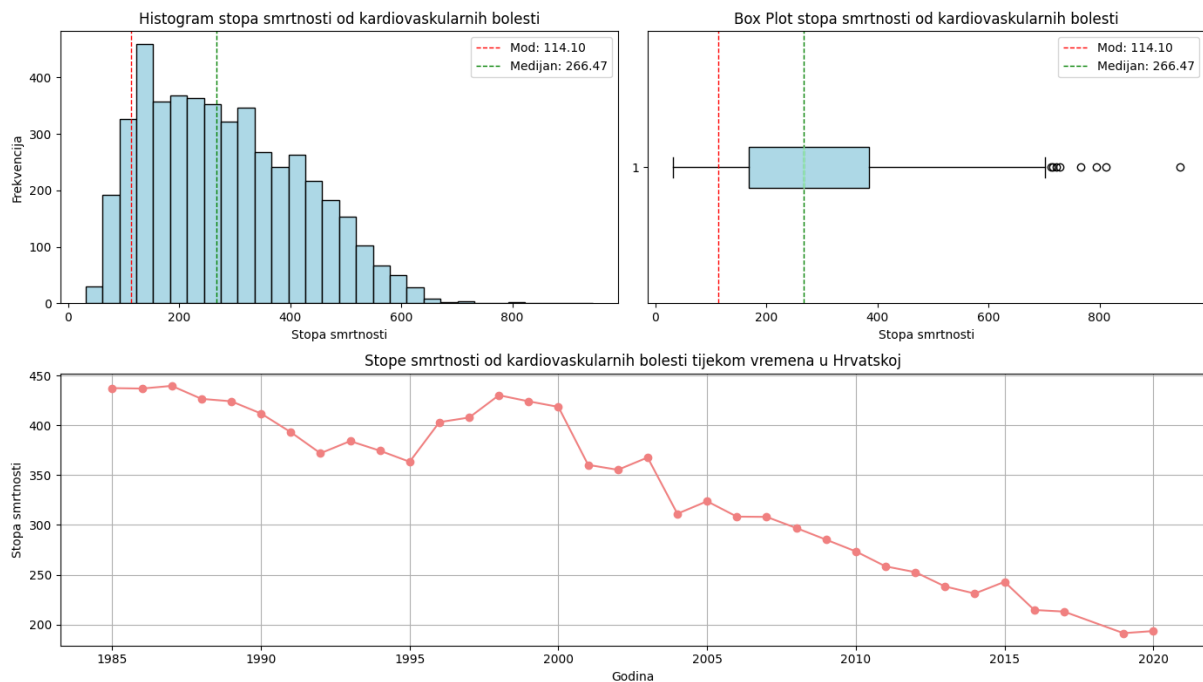 Histogram stopa smrtnosti od kardiovaskularnih bolesti
Mod: 114.10
Medijan: 266.47
400
300
200
100
0
Frekvencija
0 200 400 600 800
Stopa smrtnosti
Box Plot stopa smrtnosti od kardiovaskularnih bolesti
Mod: 114.10
Medijan: 266.47
1
0 200 400 600 800
Stopa smrtnosti
Stope smrtnosti od kardiovaskularnih bolesti tijekom vremena u Hrvatskoj
450
400
350
300
250
200
Stopa smrtnosti
1985 1990 1995 2000 2005 2010 2015 2020
Godina